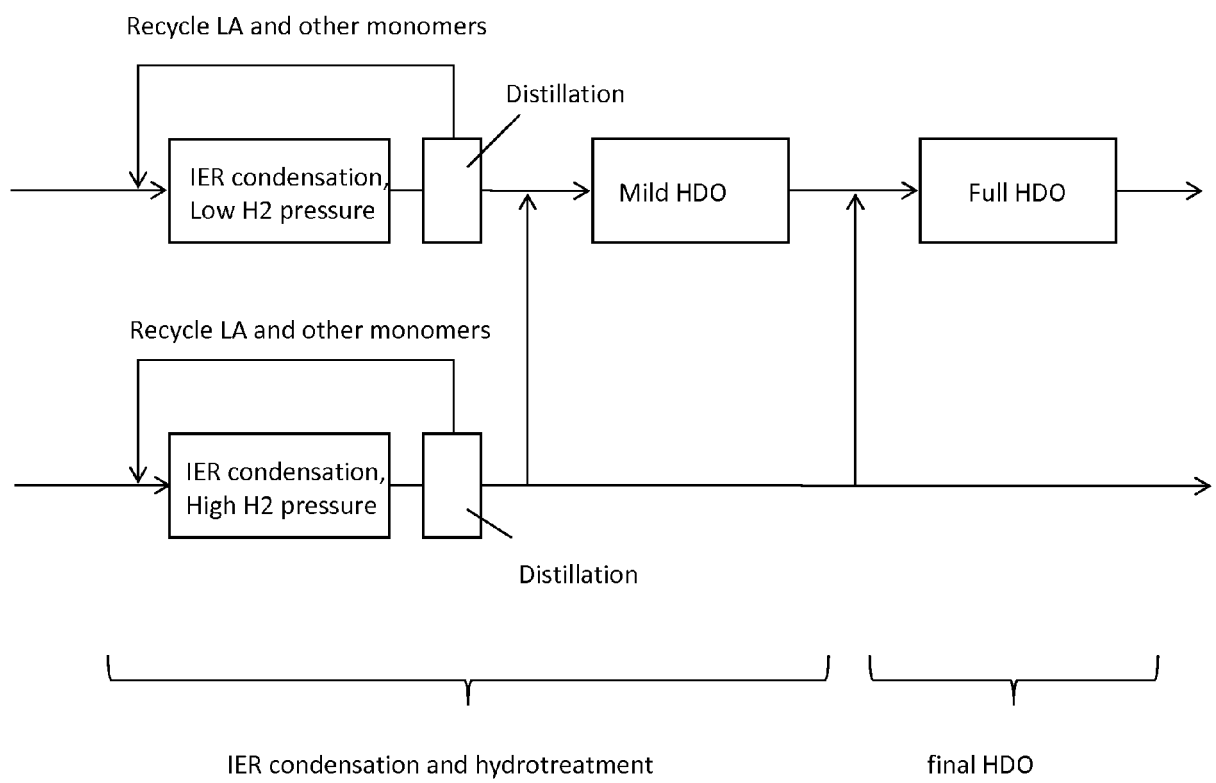 Recycle LA and other monomers
Distillation
IER condensation,
Low H2 pressure
Mild HDO
Full HDO
Recycle LA and other monomers
IER condensation,
High H2 pressure
Distillation
IER condensation and hydrotreatment
final HDO